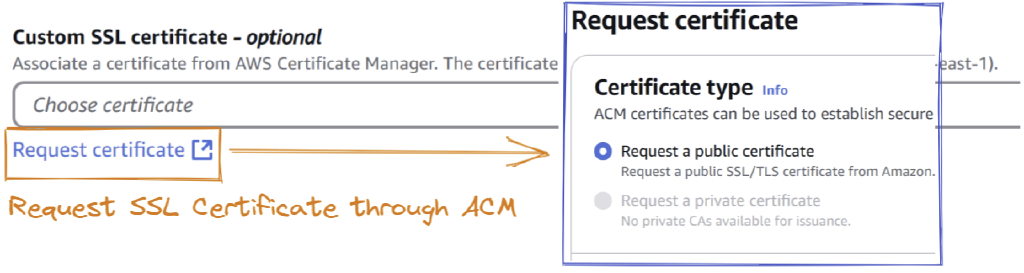 Custom SSL certificate – optional
Associate a certificate from AWS Certificate Manager. The certificate
east-1).
Choose certificate
Request certificate
Request SSL Certificate through ACM
Request certificate
Certificate type Info
ACM certificates can be used to establish secure
Request a public certificate
Request a public SSL/TLS certificate from Amazon.
Request a private certificate
No private CAs available for issuance.